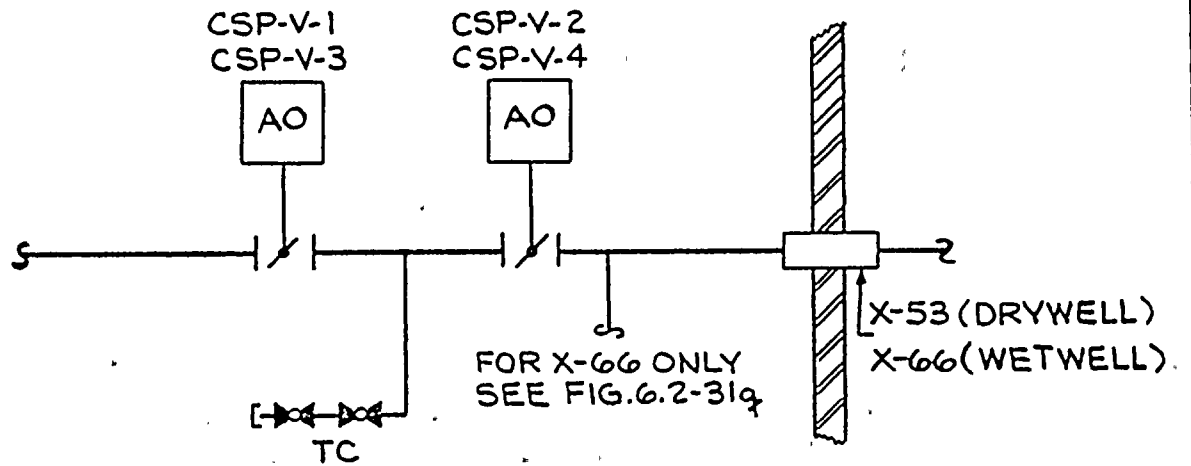 CSP-V-1
CSP-V-3
CSP-V-2
CSP-V-4
AO
AO
X-53 (DRYWELL)
X-66 (WETWELL)
FOR X-66 ONLY
SEE FIG. 6.2-31q
TC